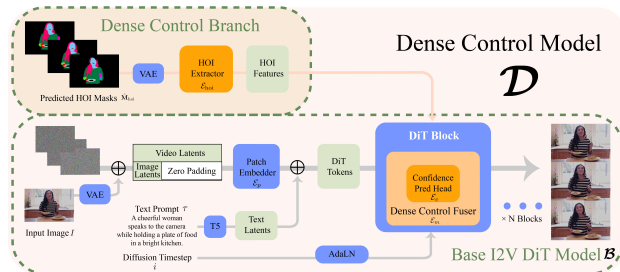 Dense Control Branch
Dense Control Model
𝒟
VAE
HOI
Extractor
ℰhoi
HOI
Features
Predicted HOI Masks Mhoi
Video Latents
Image
Latents
Zero Padding
Patch
Embedder
ℰp
DiT
Tokens
DiT Block
Confidence
Pred Head
ℰc
Dense Control Fuser
ℰm
× N Blocks
VAE
Input Image I
Text Prompt 𝒯
A cheerful woman
speaks to the camera
while holding a plate of food
in a bright kitchen.
T5
Text
Latents
Diffusion Timestep
i
AdaLN
Base I2V DiT Model ℬ